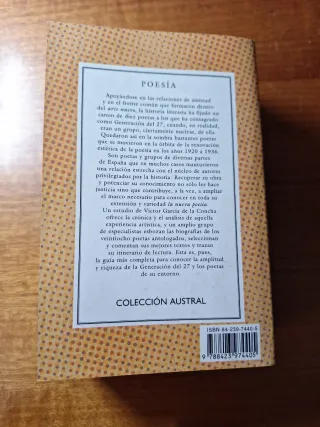 POESÍA
Apoyándose en las relaciones de amistad
y en el frente común que formaron dentro
del arte nuevo, la historia literaria ha fijado un
canon de diez poetas a los que ha consagrado
como Generación del 27, cuando, en realidad,
eran un grupo, ciertamente nuclear, de ella.
Quedaron así en la sombra bastantes poetas
que se movieron en la órbita de la renovación
estética de la poesía en los años 1920 a 1936.
Son poetas y grupos de diversas partes
de España que en muchos casos mantuvieron
una relación estrecha con el núcleo de autores
privilegiados por la historia. Recuperar su obra
y potenciar su conocimiento no solo les hace
justicia sino que contribuye, a la vez, a ampliar
el marco necesario para conocer en toda su
extensión y variedad la nueva poesía.
Un estudio de Víctor García de la Concha
ofrece la crónica y el análisis de aquella
experiencia artística, y un amplio grupo
de especialistas esbozan las biografías de los
veintiocho poetas antologados, seleccionan
y comentan sus mejores textos y trazan
su itinerario de lectura. Esta es, pues,
la guía más completa para conocer la amplitud
y riqueza de la Generación del 27 y los poetas
de su entorno.
COLECCIÓN AUSTRAL
ISBN 84-239-7440-5
9 788423 974405